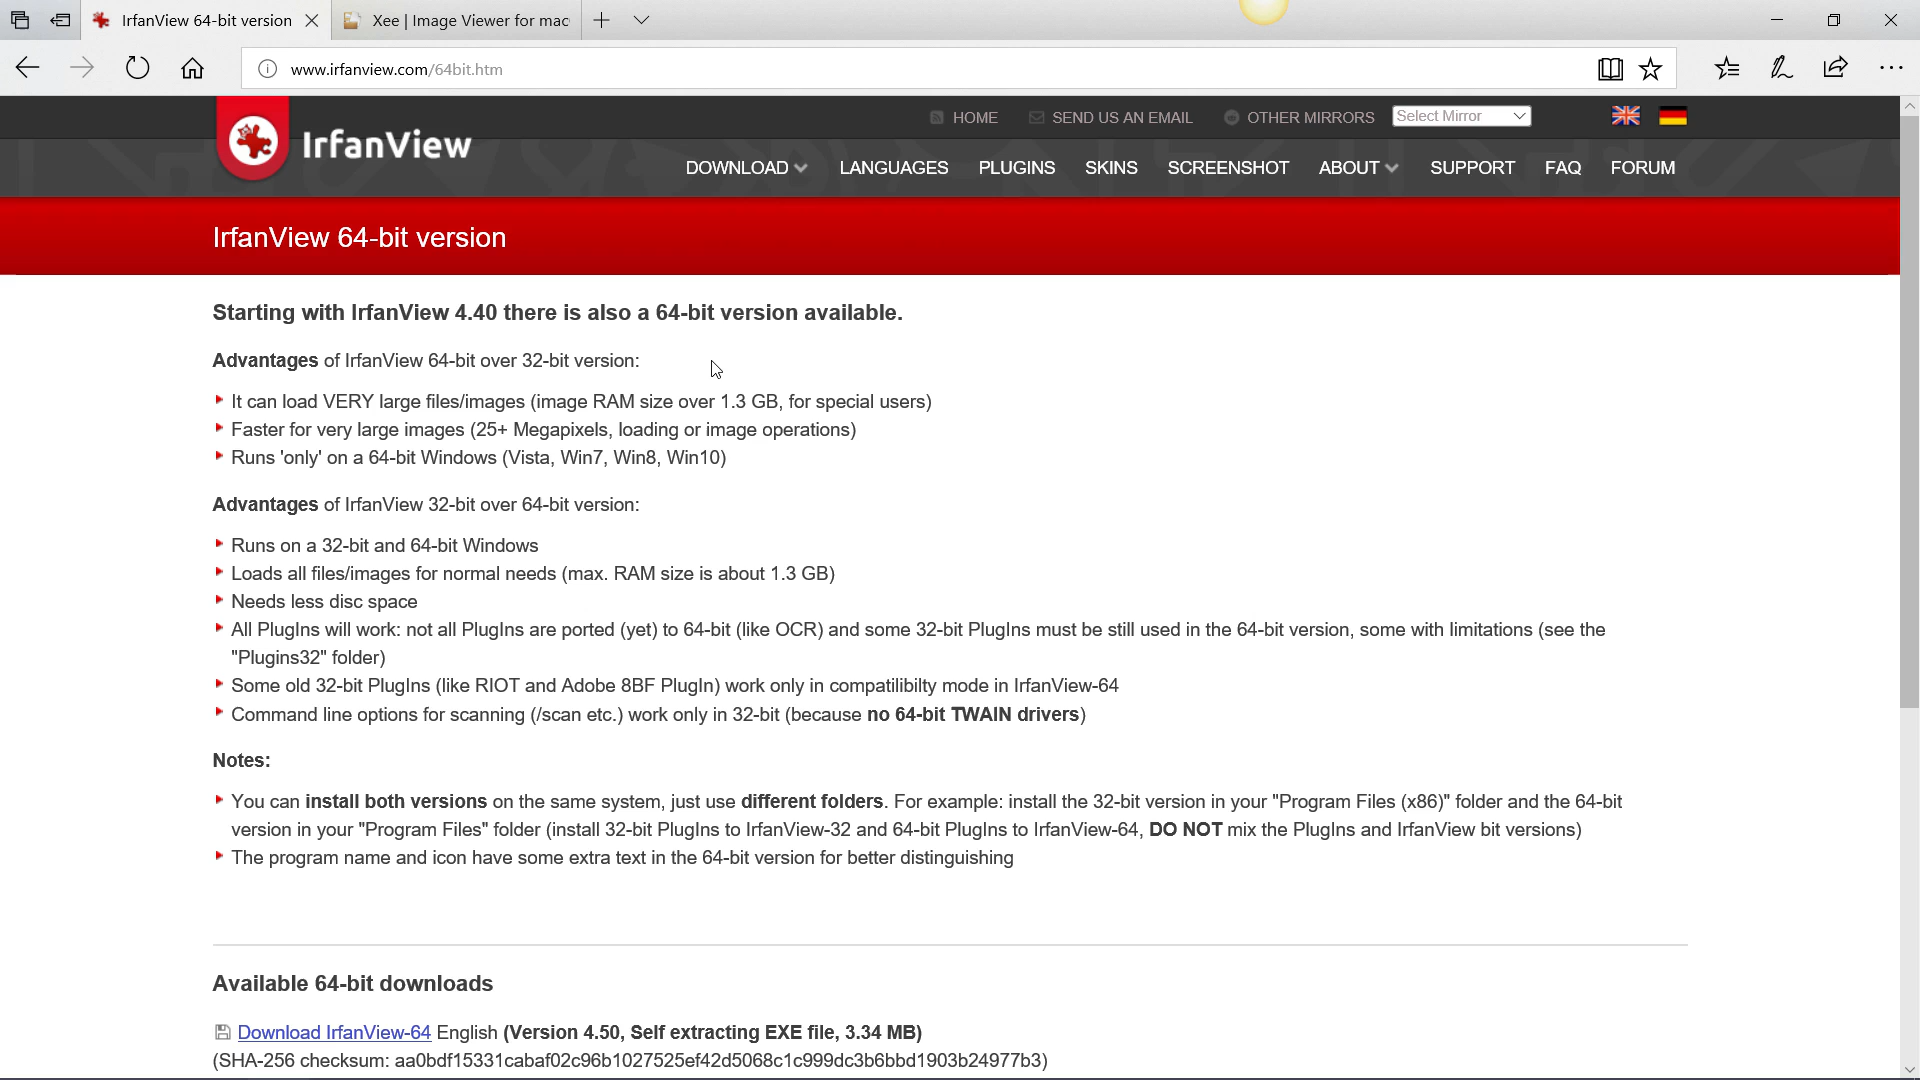 IrfanView 64-bit version
Xee | Image Viewer for mac
www.irfanview.com/64bit.htm
HOME SEND US AN EMAIL OTHER MIRRORS Select Mirror
IrfanView
DOWNLOAD LANGUAGES PLUGINS SKINS SCREENSHOT ABOUT SUPPORT FAQ FORUM
IrfanView 64-bit version
Starting with IrfanView 4.40 there is also a 64-bit version available.
Advantages of IrfanView 64-bit over 32-bit version:
It can load VERY large files/images (image RAM size over 1.3 GB, for special users)
Faster for very large images (25+ Megapixels, loading or image operations)
Runs 'only' on a 64-bit Windows (Vista, Win7, Win8, Win10)
Advantages of IrfanView 32-bit over 64-bit version:
Runs on a 32-bit and 64-bit Windows
Loads all files/images for normal needs (max. RAM size is about 1.3 GB)
Needs less disc space
All PlugIns will work: not all PlugIns are ported (yet) to 64-bit (like OCR) and some 32-bit PlugIns must be still used in the 64-bit version, some with limitations (see the
"Plugins32" folder)
Some old 32-bit PlugIns (like RIOT and Adobe 8BF PlugIn) work only in compatilibilty mode in IrfanView-64
Command line options for scanning (/scan etc.) work only in 32-bit (because no 64-bit TWAIN drivers)
Notes:
You can install both versions on the same system, just use different folders. For example: install the 32-bit version in your "Program Files (x86)" folder and the 64-bit
version in your "Program Files" folder (install 32-bit PlugIns to IrfanView-32 and 64-bit PlugIns to IrfanView-64, DO NOT mix the PlugIns and IrfanView bit versions)
The program name and icon have some extra text in the 64-bit version for better distinguishing
Available 64-bit downloads
Download IrfanView-64 English (Version 4.50, Self extracting EXE file, 3.34 MB)
(SHA-256 checksum: aa0bdf15331cabaf02c96b1027525ef42d5068c1c999dc3b6bbd1903b24977b3)